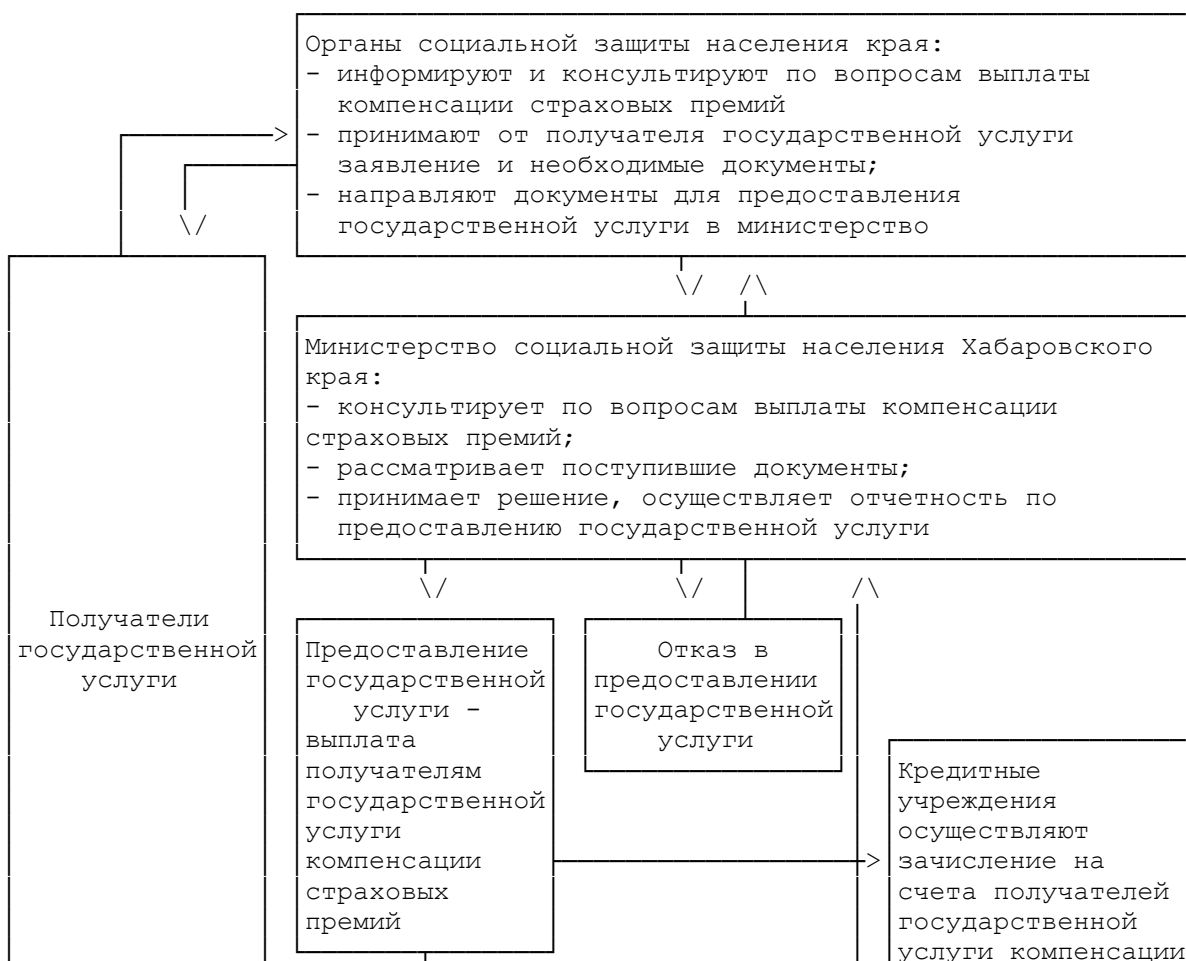 Органы социальной защиты населения края:
- информируют и консультируют по вопросам выплаты
компенсации страховых премий
- принимают от получателя государственной услуги
заявление и необходимые документы;
- направляют документы для предоставления
государственной услуги в министерство
Министерство социальной защиты населения Хабаровского
края:
- консультирует по вопросам выплаты компенсации
страховых премий;
- рассматривает поступившие документы;
- принимает решение, осуществляет отчетность по
предоставлению государственной услуги
Получатели
государственной
услуги
Предоставление
государственной
услуги -
выплата
получателям
государственной
услуги
компенсации
страховых
премий
Отказ в
предоставлении
государственной
услуги
Кредитные
учреждения
осуществляют
зачисление на
счета получателей
государственной
услуги компенсации